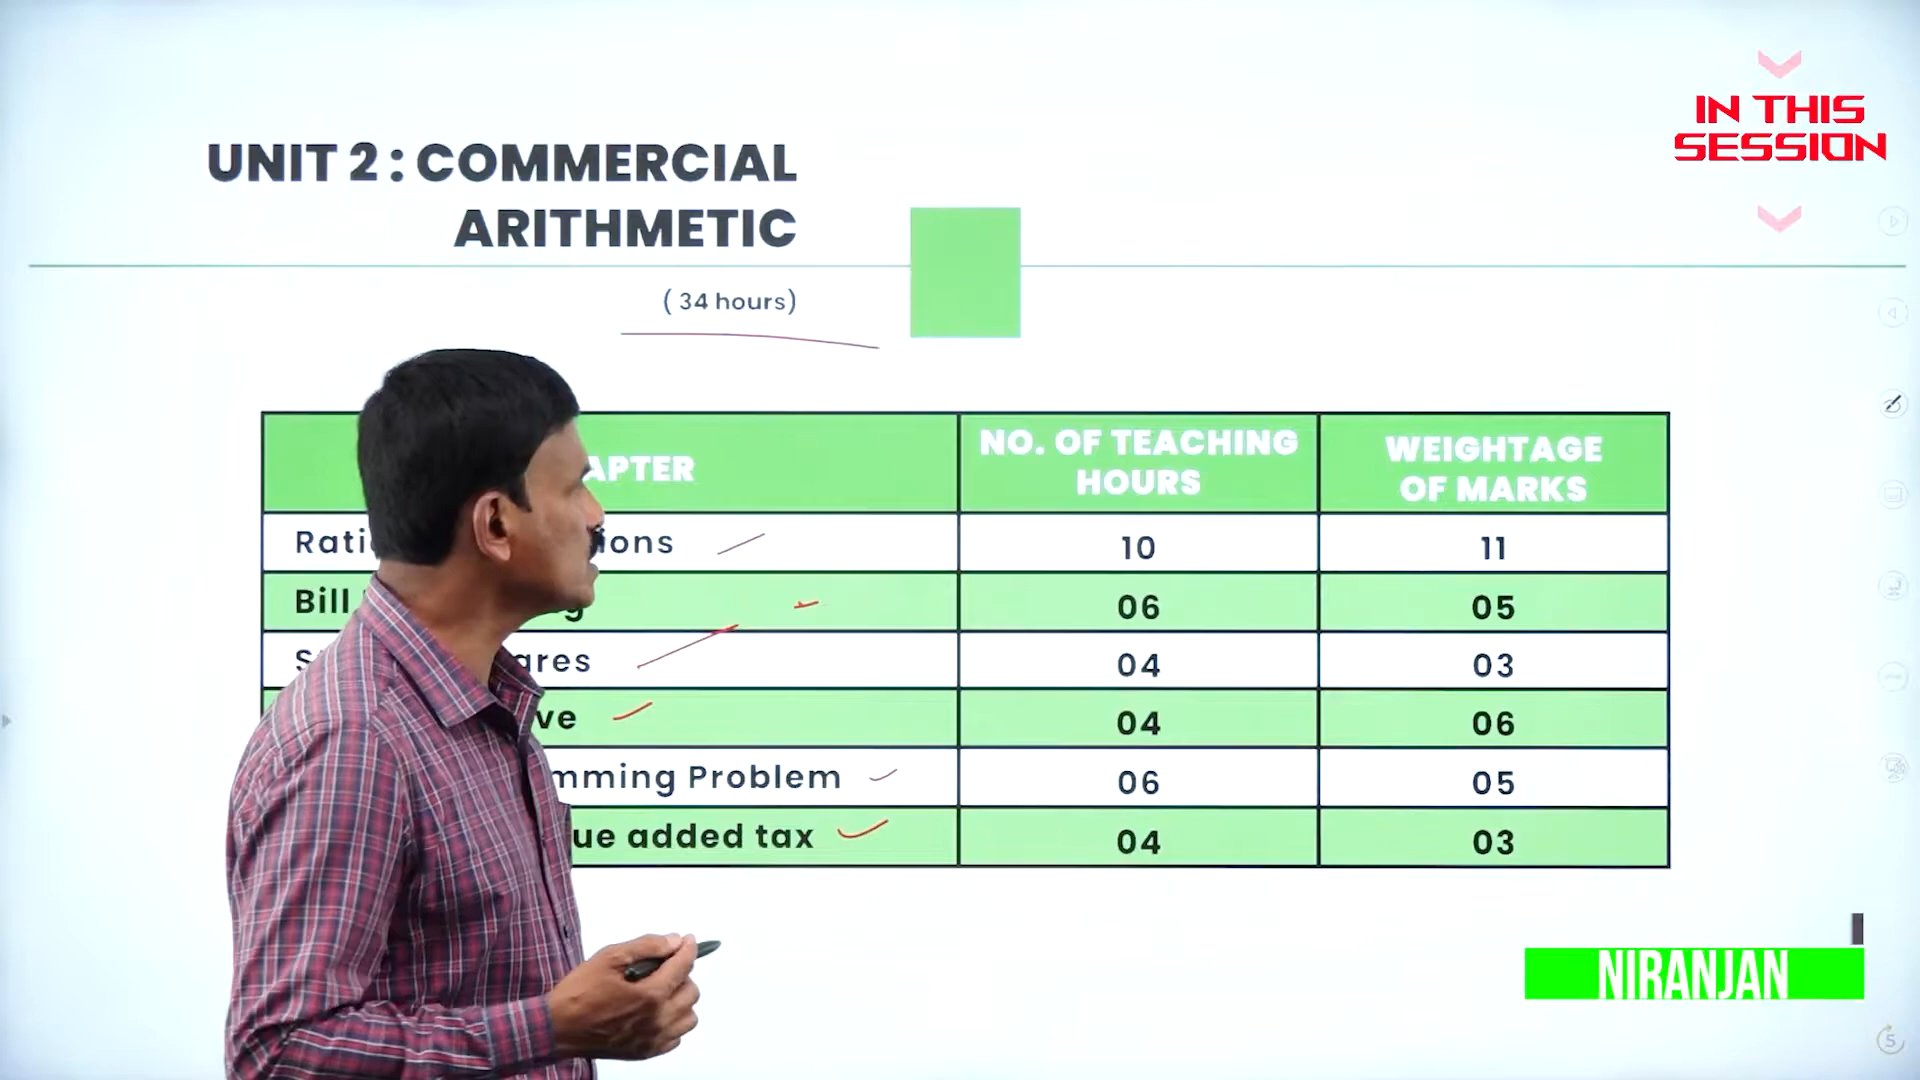 IN THIS
SESSION
UNIT 2 : COMMERCIAL
ARITHMETIC
( 34 hours)
APTER NO. OF TEACHING HOURS WEIGHTAGE OF MARKS
Rati ions 10 11
Bill g 06 05
S ares 04 03
ve 04 06
mming Problem 06 05
ue added tax 04 03
NIRANJAN
5